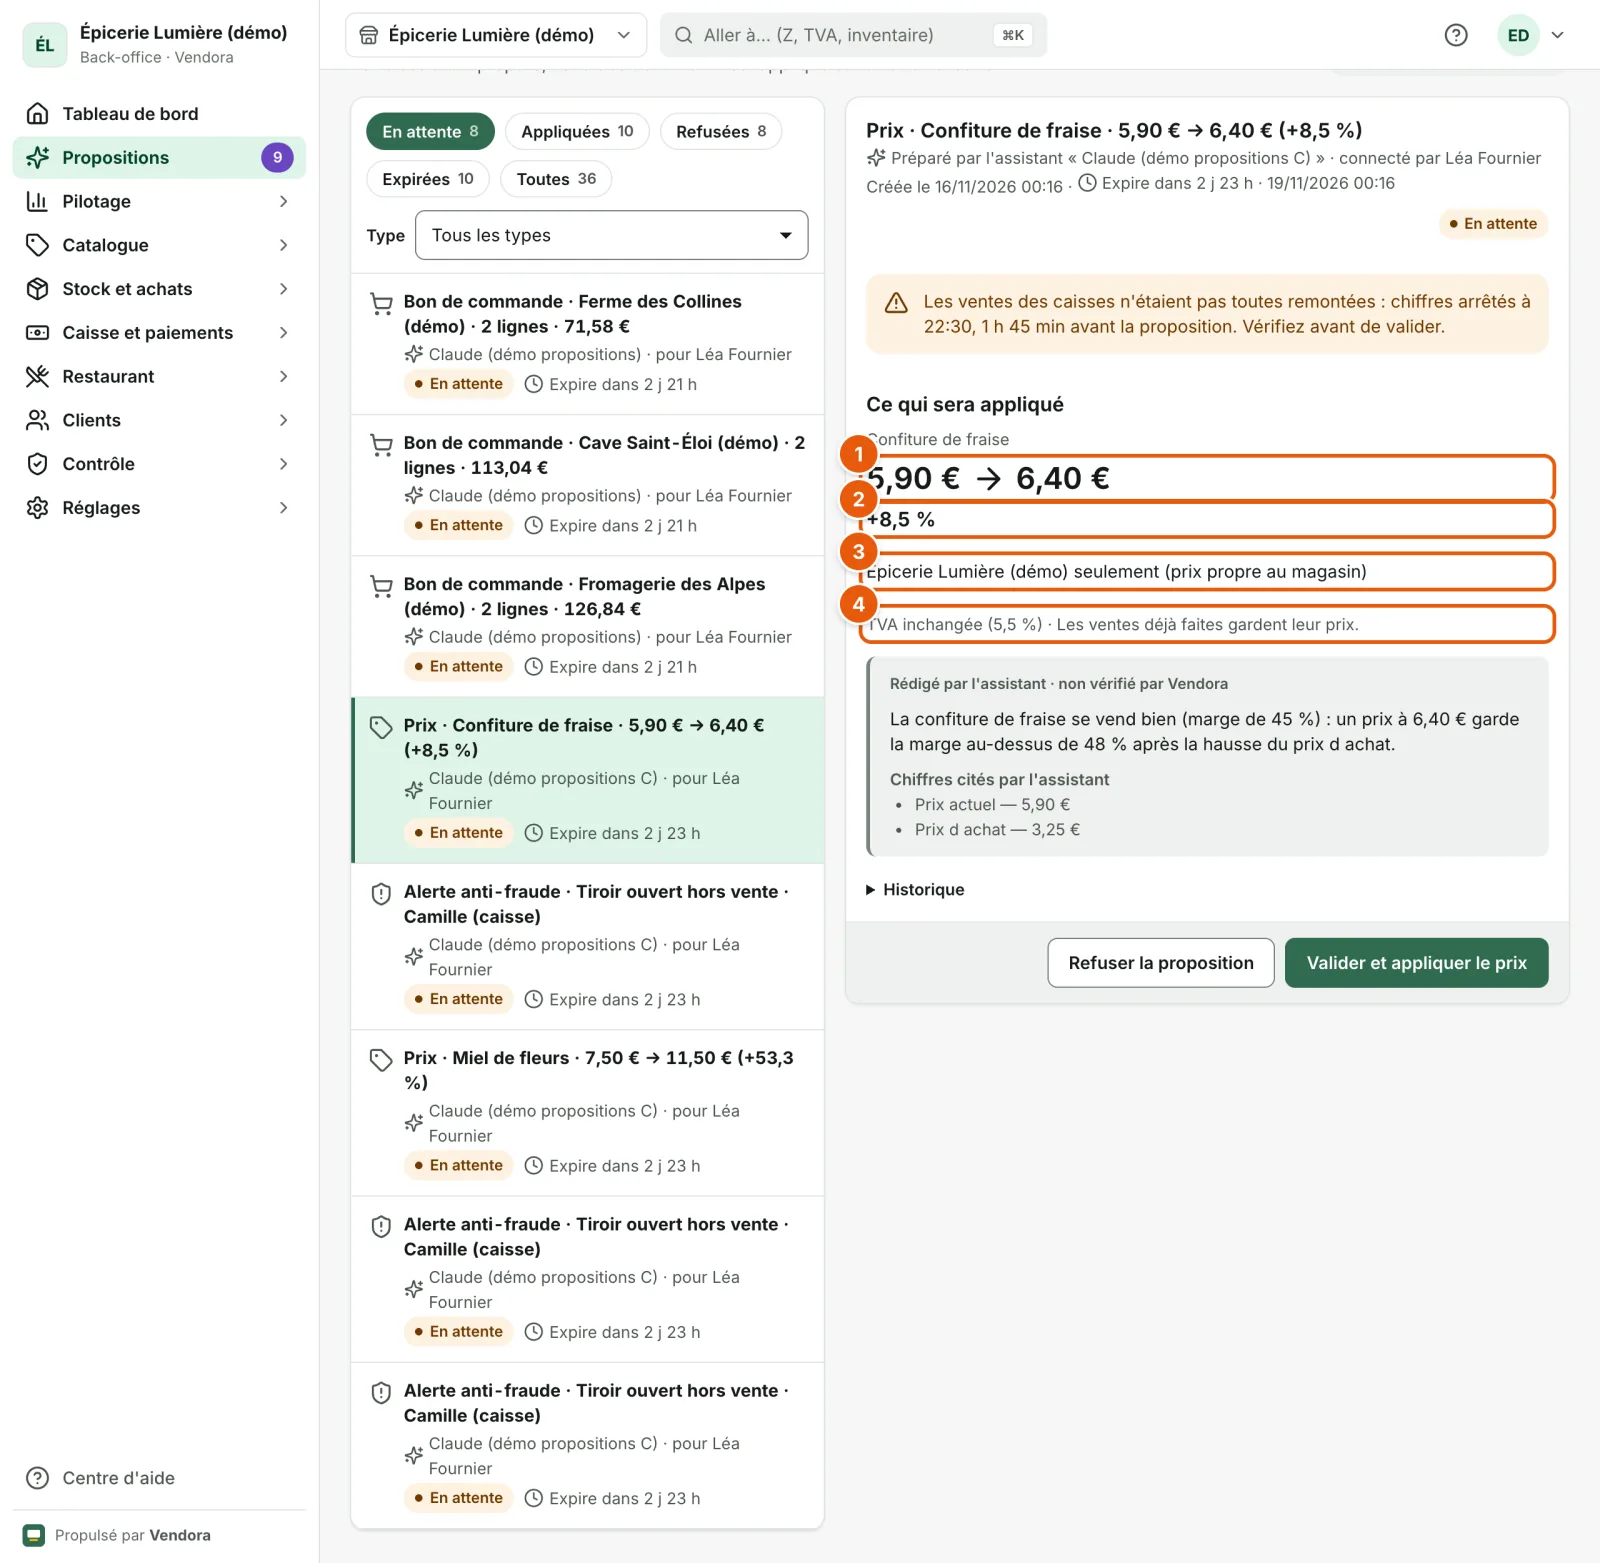 ÉL
Épicerie Lumière (démo)
Back-office · Vendora
Tableau de bord
Propositions
9
Pilotage
Catalogue
Stock et achats
Caisse et paiements
Restaurant
Clients
Contrôle
Réglages
Centre d'aide
Propulsé par Vendora
Épicerie Lumière (démo)
Aller à... (Z, TVA, inventaire)
⌘K
ED
En attente 8
Appliquées 10
Refusées 8
Expirées 10
Toutes 36
Type
Tous les types
Bon de commande · Ferme des Collines
(démo) · 2 lignes · 71,58 €
Claude (démo propositions) · pour Léa Fournier
En attente
Expire dans 2 j 21 h
Bon de commande · Cave Saint-Éloi (démo) · 2
lignes · 113,04 €
Claude (démo propositions) · pour Léa Fournier
En attente
Expire dans 2 j 21 h
Bon de commande · Fromagerie des Alpes
(démo) · 2 lignes · 126,84 €
Claude (démo propositions) · pour Léa Fournier
En attente
Expire dans 2 j 21 h
Prix · Confiture de fraise · 5,90 € → 6,40 €
(+8,5 %)
Claude (démo propositions C) · pour Léa
Fournier
En attente
Expire dans 2 j 23 h
Alerte anti-fraude · Tiroir ouvert hors vente ·
Camille (caisse)
Claude (démo propositions C) · pour Léa
Fournier
En attente
Expire dans 2 j 23 h
Prix · Miel de fleurs · 7,50 € → 11,50 € (+53,3
%)
Claude (démo propositions C) · pour Léa
Fournier
En attente
Expire dans 2 j 23 h
Alerte anti-fraude · Tiroir ouvert hors vente ·
Camille (caisse)
Claude (démo propositions C) · pour Léa
Fournier
En attente
Expire dans 2 j 23 h
Alerte anti-fraude · Tiroir ouvert hors vente ·
Camille (caisse)
Claude (démo propositions C) · pour Léa
Fournier
En attente
Expire dans 2 j 23 h
Prix · Confiture de fraise · 5,90 € → 6,40 € (+8,5 %)
Préparé par l'assistant « Claude (démo propositions C) » · connecté par Léa Fournier
Créée le 16/11/2026 00:16 · Expire dans 2 j 23 h · 19/11/2026 00:16
En attente
Les ventes des caisses n'étaient pas toutes remontées : chiffres arrêtés à
22:30, 1 h 45 min avant la proposition. Vérifiez avant de valider.
Ce qui sera appliqué
Confiture de fraise
1
5,90 € → 6,40 €
2
+8,5 %
3
Épicerie Lumière (démo) seulement (prix propre au magasin)
4
TVA inchangée (5,5 %) · Les ventes déjà faites gardent leur prix.
Rédigé par l'assistant · non vérifié par Vendora
La confiture de fraise se vend bien (marge de 45 %) : un prix à 6,40 € garde
la marge au-dessus de 48 % après la hausse du prix d achat.
Chiffres cités par l'assistant
• Prix actuel — 5,90 €
• Prix d achat — 3,25 €
Historique
Refuser la proposition
Valider et appliquer le prix